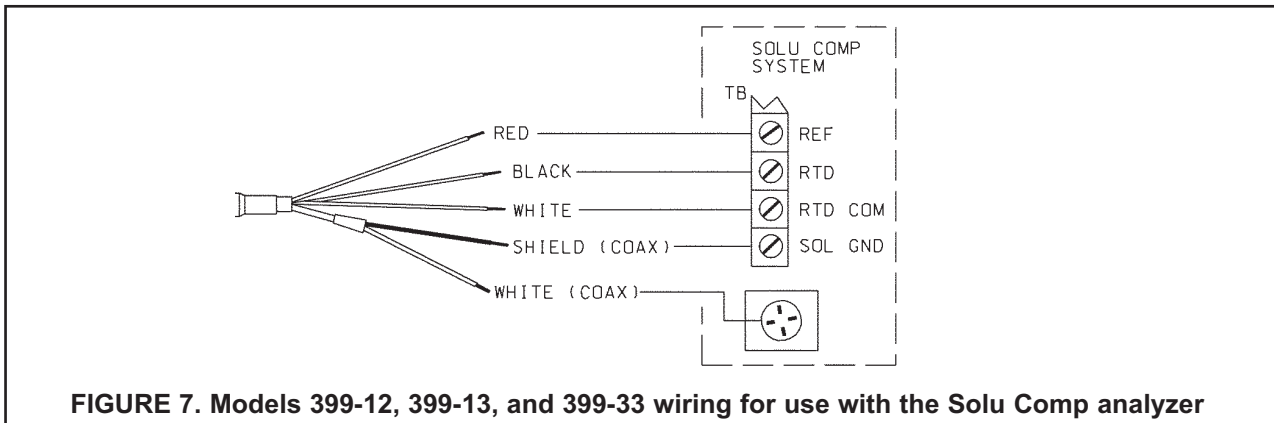 SOLU COMP
SYSTEM
TB
RED
REF
BLACK
RTD
WHITE
RTD COM
SHIELD (COAX)
SOL GND
WHITE (COAX)
FIGURE 7. Models 399-12, 399-13, and 399-33 wiring for use with the Solu Comp analyzer